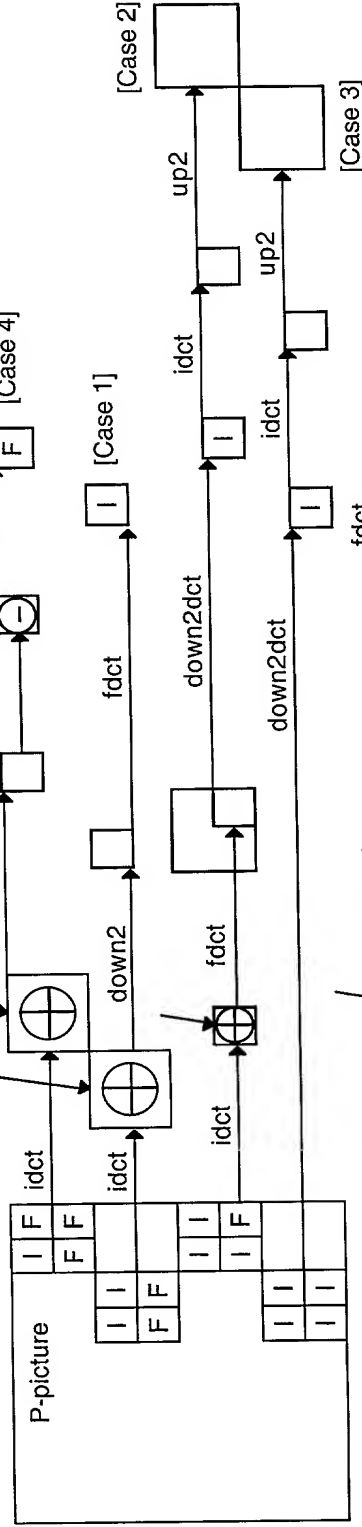 F [Case 4]
P-picture
idct
I F
F F
idct down2 fdct I [Case 1]
I I
F F
idct fdct down2dct I idct up2 [Case 2]
I I
I F
down2dct I idct up2 [Case 3]
I I
I I
fdct